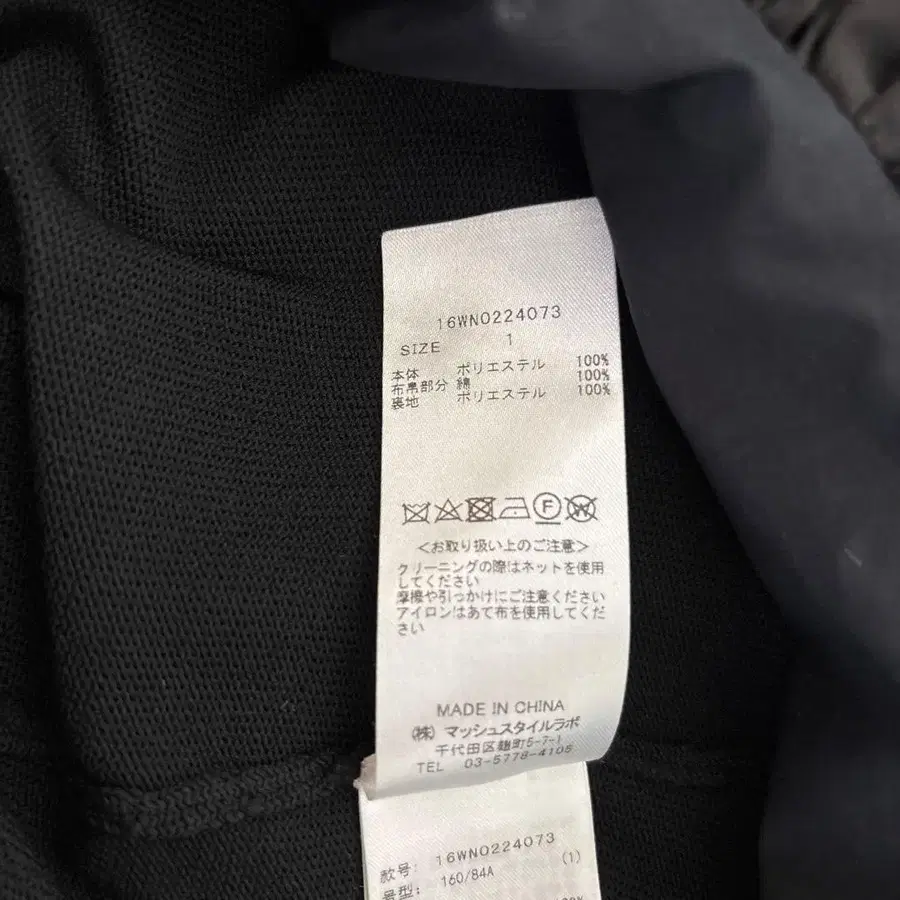 16WNO224073
SIZE 1
本体 ポリエステル 100%
布帛部分 綿 100%
裏地 ポリエステル 100%
F W
＜お取り扱い上のご注意＞
クリーニングの際はネットを使用
してください
摩擦や引っかけにご注意ください
アイロンはあて布を使用してくだ
さい
MADE IN CHINA
(株) マッシュスタイルラボ
千代田区麹町5-7-1
TEL 03-5778-4105
款号: 16WNO224073
号型: 160/84A (1)
100%